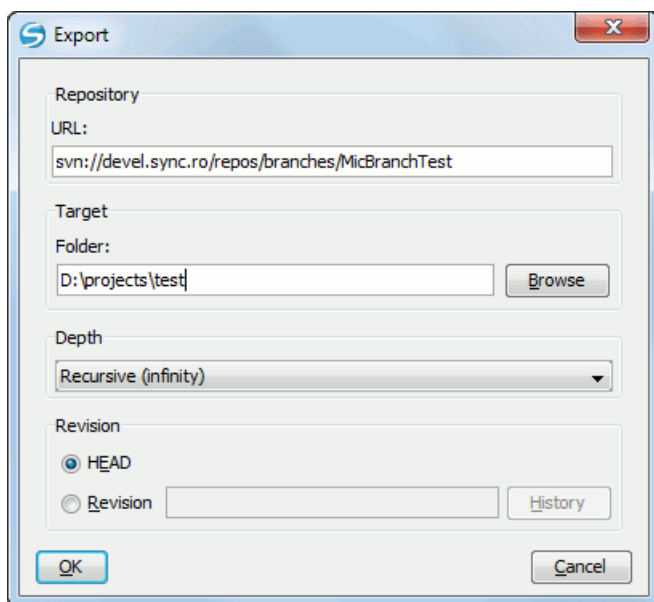 Export
Repository
URL:
svn://devel.sync.ro/repos/branches/MicBranchTest
Target
Folder:
D:\projects\test
Browse
Depth
Recursive (infinity)
Revision
HEAD
Revision
History
OK
Cancel